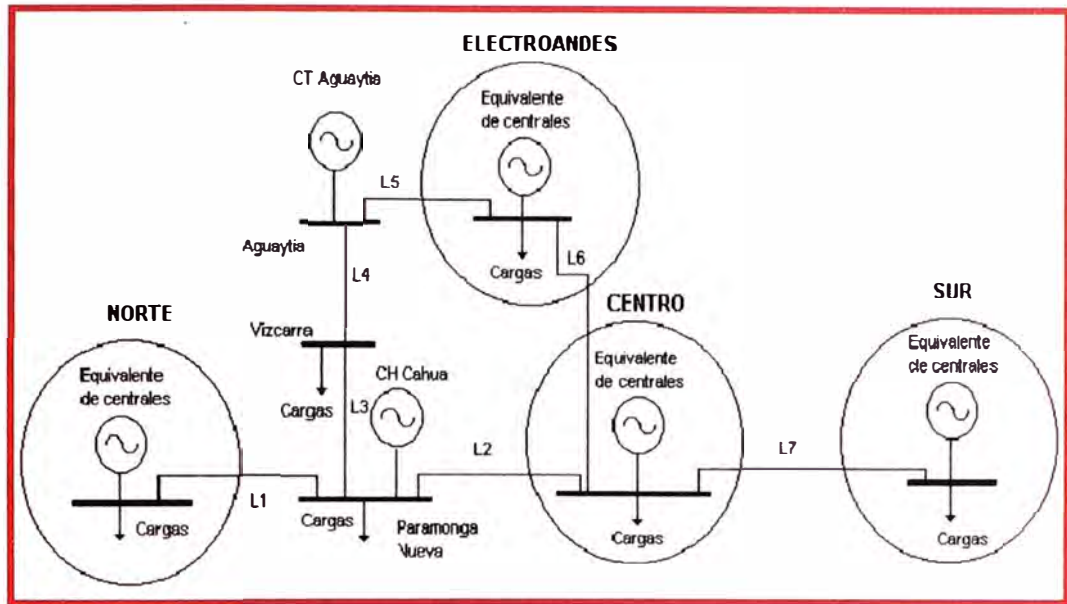 ELECTROANDES
CT Aguaytia
Equivalente
de centrales
L5
Aguaytia
Cargas
L6
L4
NORTE
CENTRO
SUR
Vizcarra
Equivalente
de centrales
CH Cahua
Equivalente
de centrales
Equivalente
de centrales
Cargas
L3
L2
L7
L1
Cargas
Cargas
Paramonga
Nueva
Cargas
Cargas